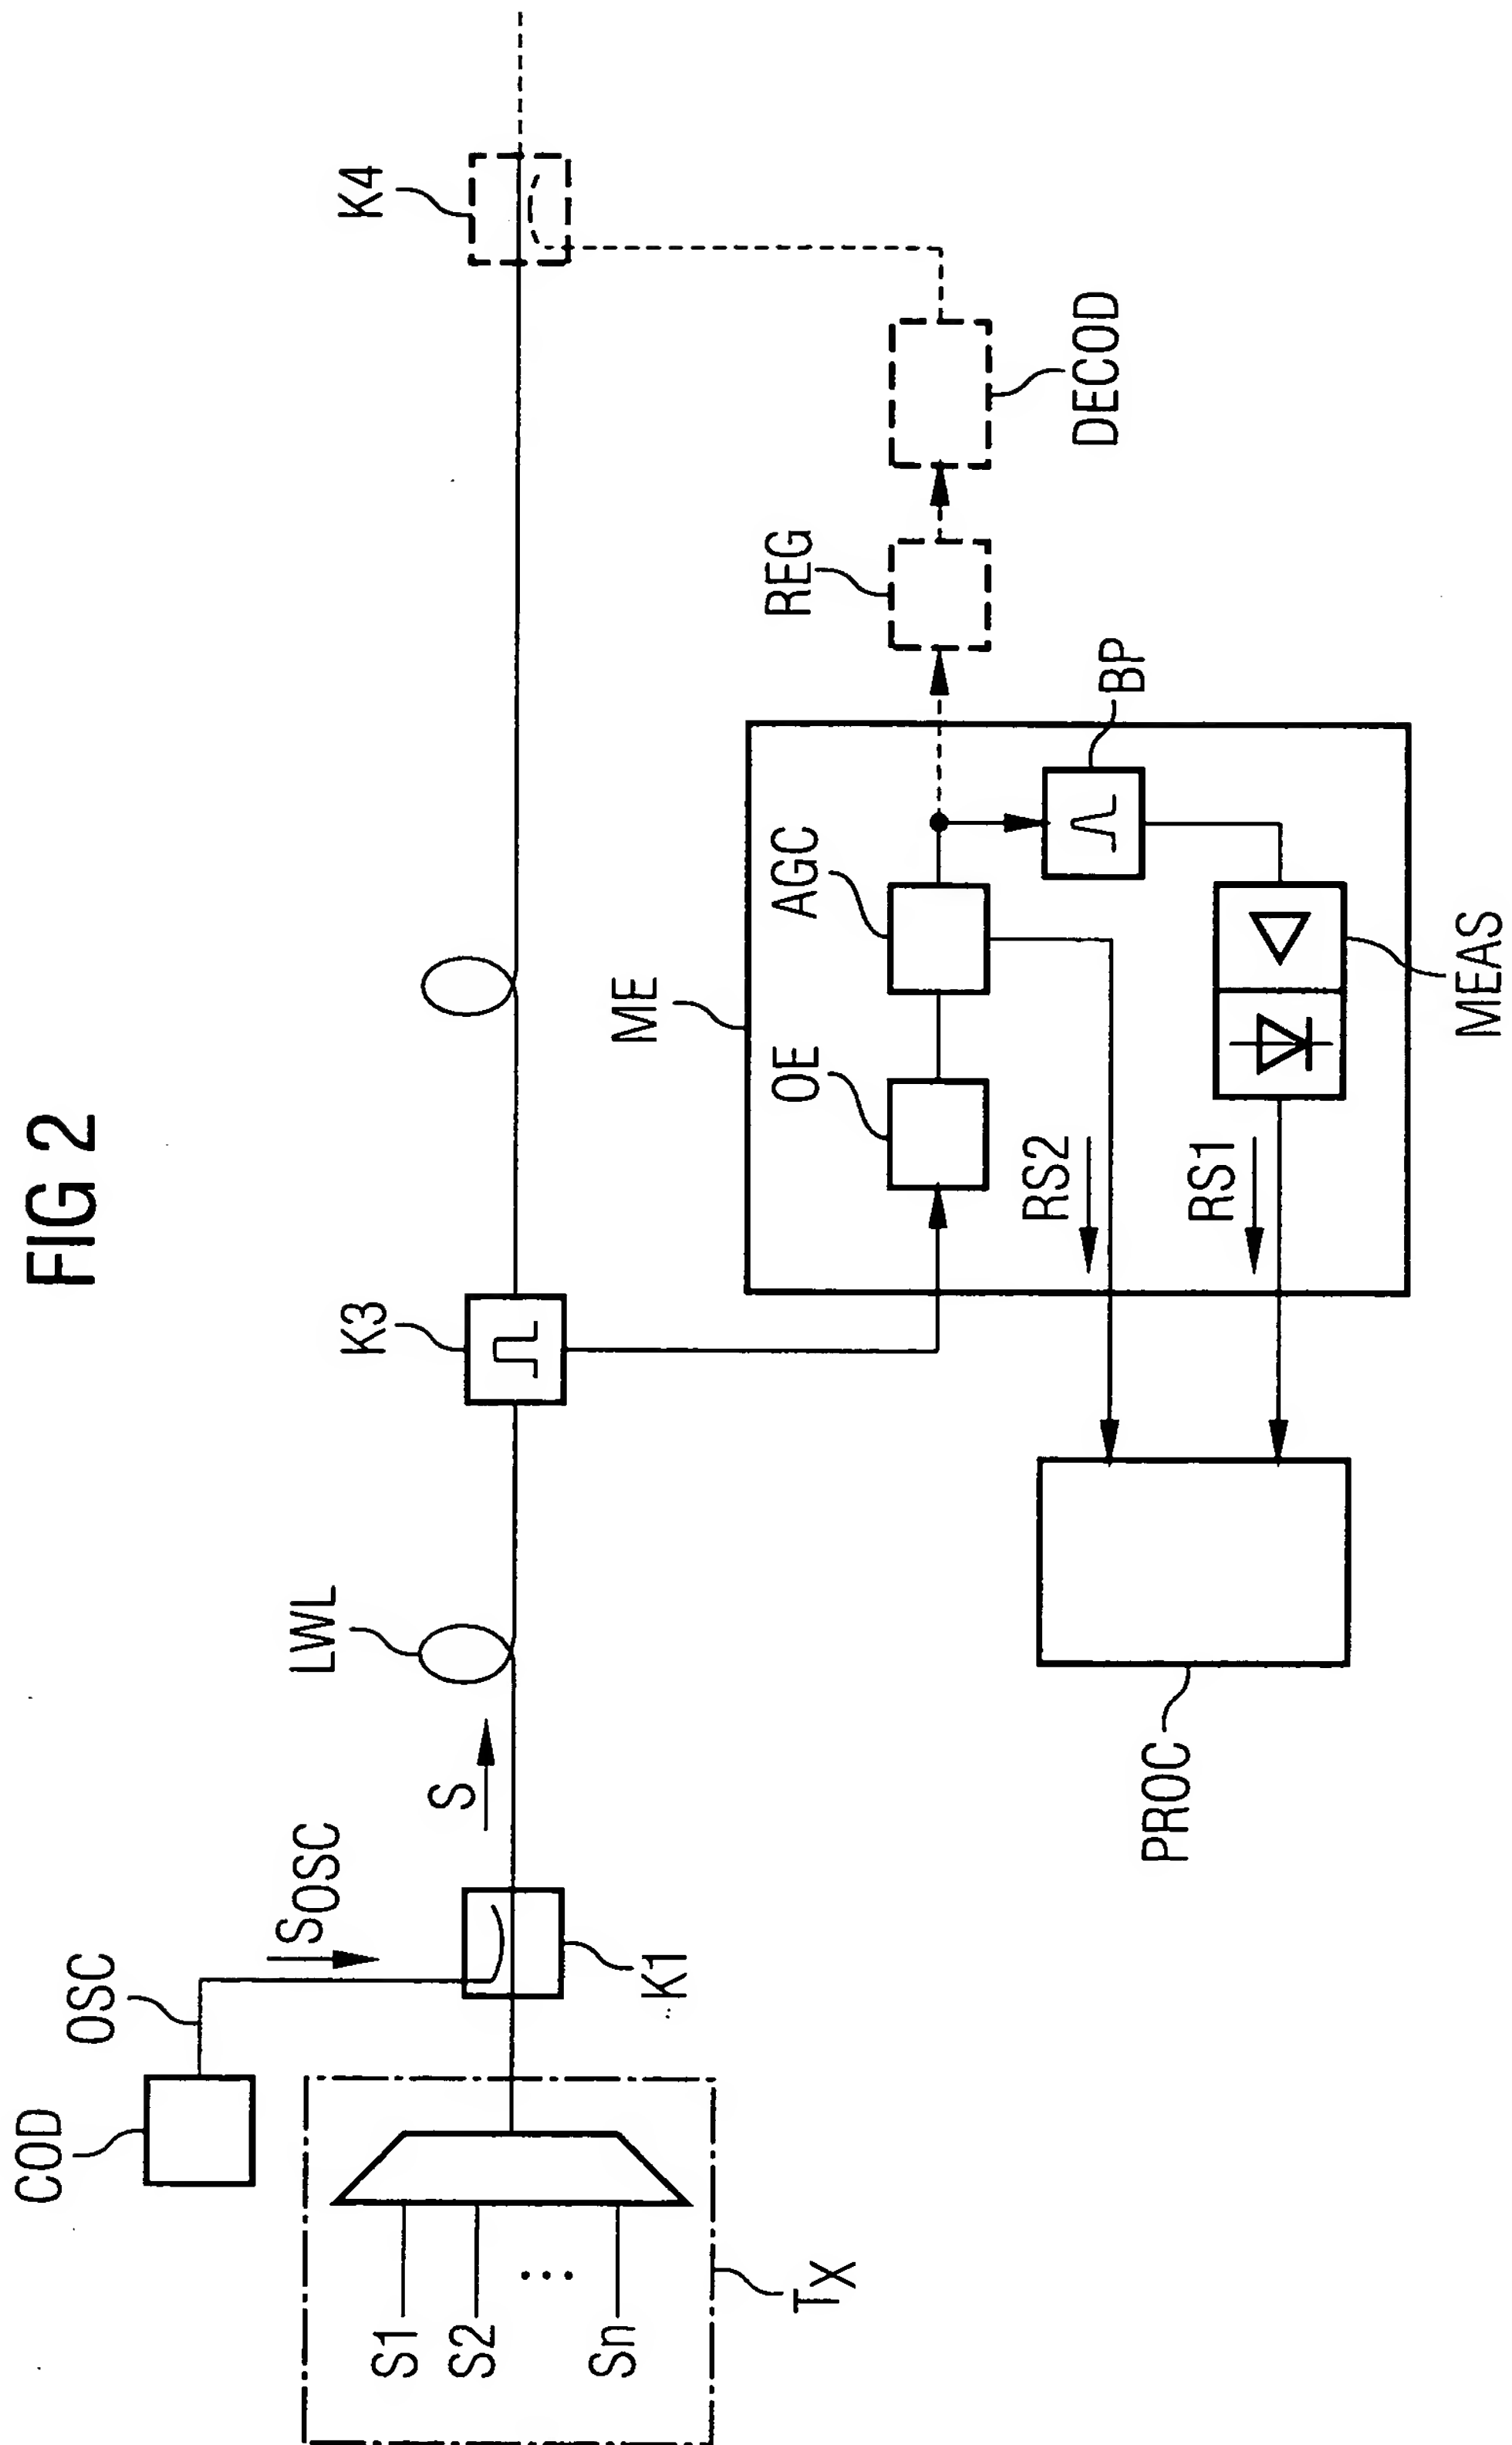 FIG 2
COD
OSC
SOSC
S
LWL
K3
K4
S1
S2
...
Sn
TX
K1
ME
OE
AGC
REG
DECOD
BP
RS2
RS1
MEAS
PROC